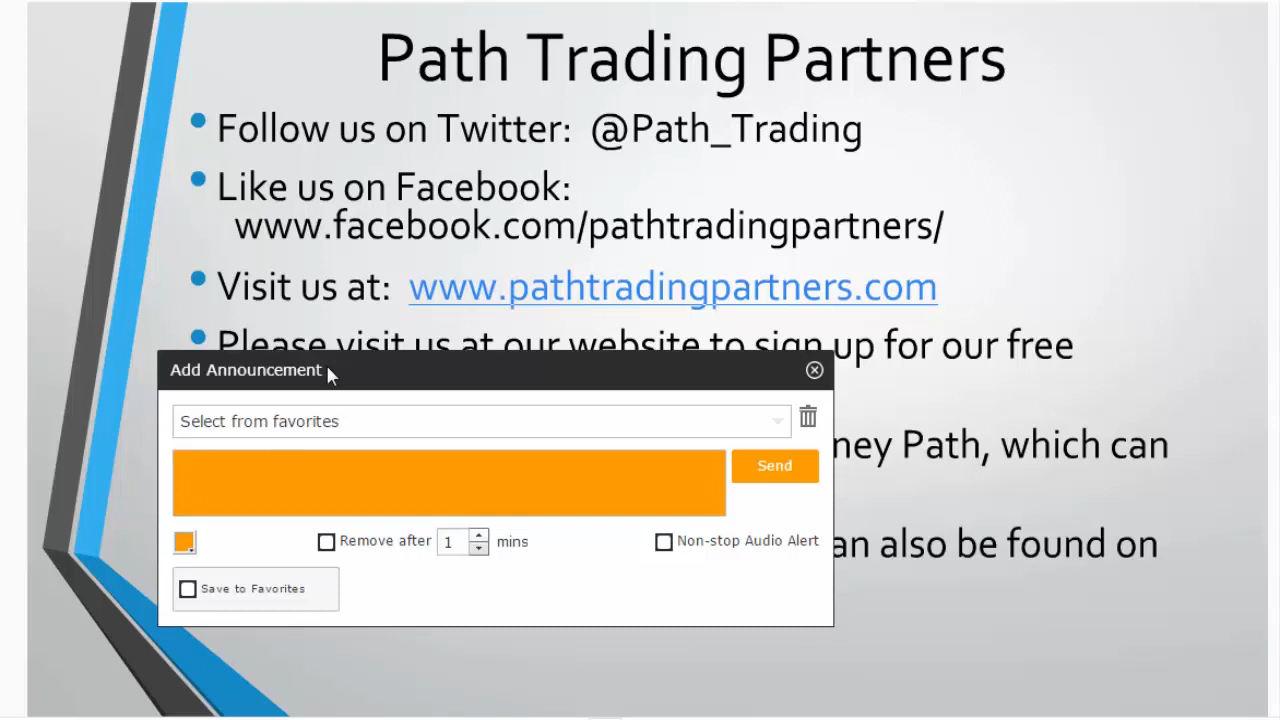 Path Trading Partners
• Follow us on Twitter: @Path_Trading
• Like us on Facebook:
www.facebook.com/pathtradingpartners/
• Visit us at: www.pathtradingpartners.com
• Please visit us at our website to sign up for our free
Add Announcement
Select from favorites
Send
Remove after 1 mins
Non-stop Audio Alert
Save to Favorites
Path, which can
also be found on